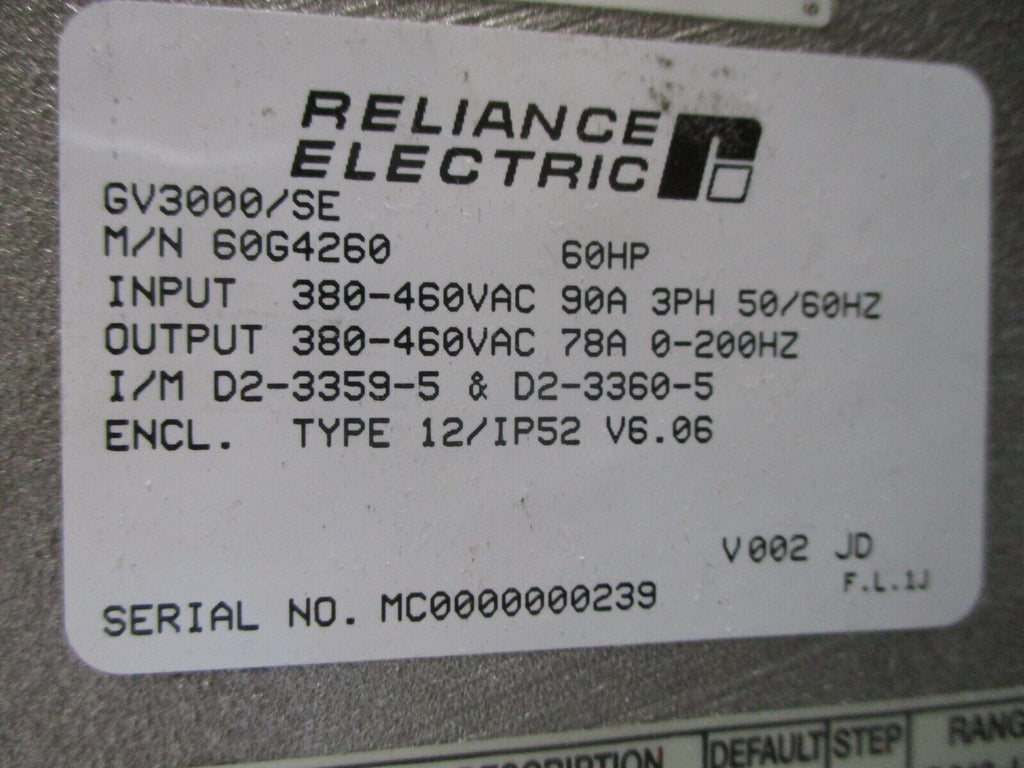 RELIANCE
ELECTRIC
GV3000/SE
M/N 60G4260 60HP
INPUT 380-460VAC 90A 3PH 50/60HZ
OUTPUT 380-460VAC 78A 0-200HZ
I/M D2-3359-5 & D2-3360-5
ENCL. TYPE 12/IP52 V6.06
V002 JD
F.L.1J
SERIAL NO. MC0000000239
DEFAULT STEP